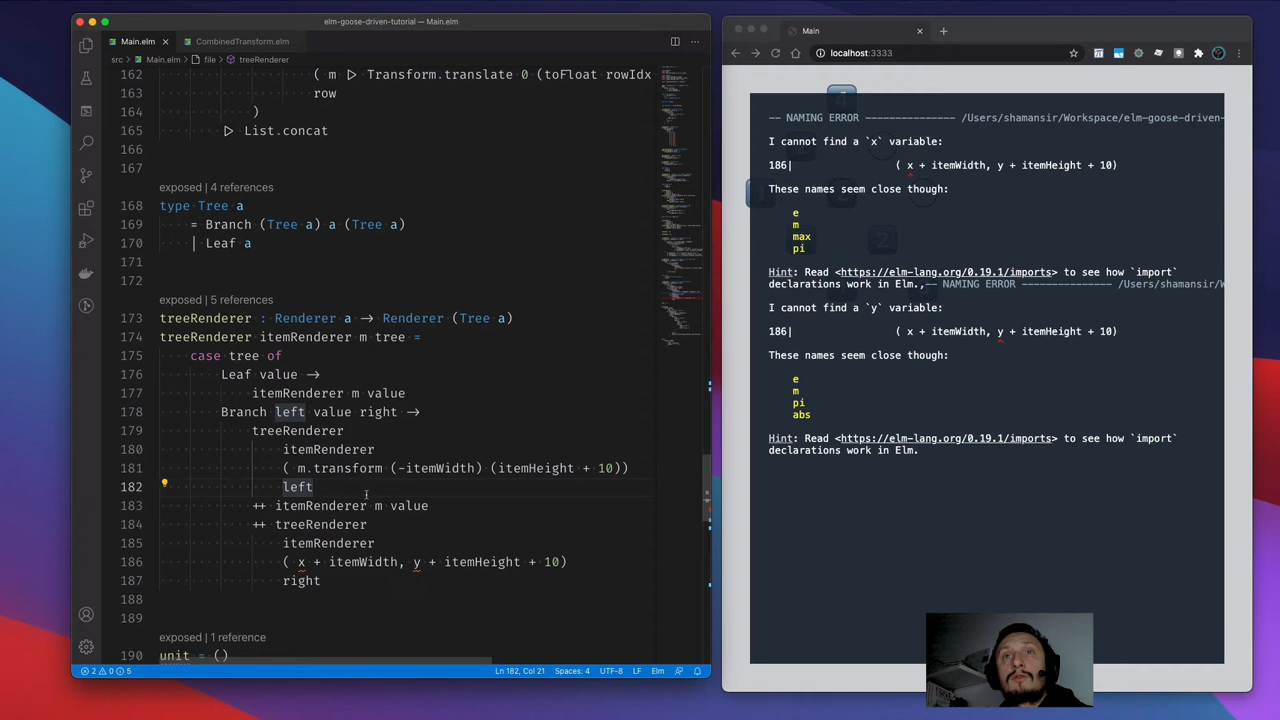 elm-goose-driven-tutorial — Main.elm
Main.elm
CombinedTransform.elm
src > Main.elm > file > treeRenderer
162 ( m ▷ Transform.translate 0 (toFloat rowIdx
163 row
164 )
165 ▷ List.concat
166
167
exposed | 4 references
168 type Tree a
169 = Branch (Tree a) a (Tree a)
170 | Leaf a
171
172
exposed | 5 references
173 treeRenderer : Renderer a → Renderer (Tree a)
174 treeRenderer itemRenderer m tree =
175 case tree of
176 Leaf value →
177 itemRenderer m value
178 Branch left value right →
179 treeRenderer
180 itemRenderer
181 ( m.transform (-itemWidth) (itemHeight + 10))
182 left
183 ++ itemRenderer m value
184 ++ treeRenderer
185 itemRenderer
186 ( x + itemWidth, y + itemHeight + 10)
187 right
188
189
exposed | 1 reference
190 unit = ()
2 0 5
Ln 182, Col 21
Spaces: 4
UTF-8
LF
Elm
Main
localhost:3333
-- NAMING ERROR --------------- /Users/shamansir/Workspace/elm-goose-driven-
I cannot find a `x` variable:
186| ( x + itemWidth, y + itemHeight + 10)
These names seem close though:
e
m
max
pi
Hint: Read <https://elm-lang.org/0.19.1/imports> to see how `import`
declarations work in Elm.,-- NAMING ERROR --------------- /Users/shamansir/W
I cannot find a `y` variable:
186| ( x + itemWidth, y + itemHeight + 10)
These names seem close though:
e
m
pi
abs
Hint: Read <https://elm-lang.org/0.19.1/imports> to see how `import`
declarations work in Elm.
4
1
2
2